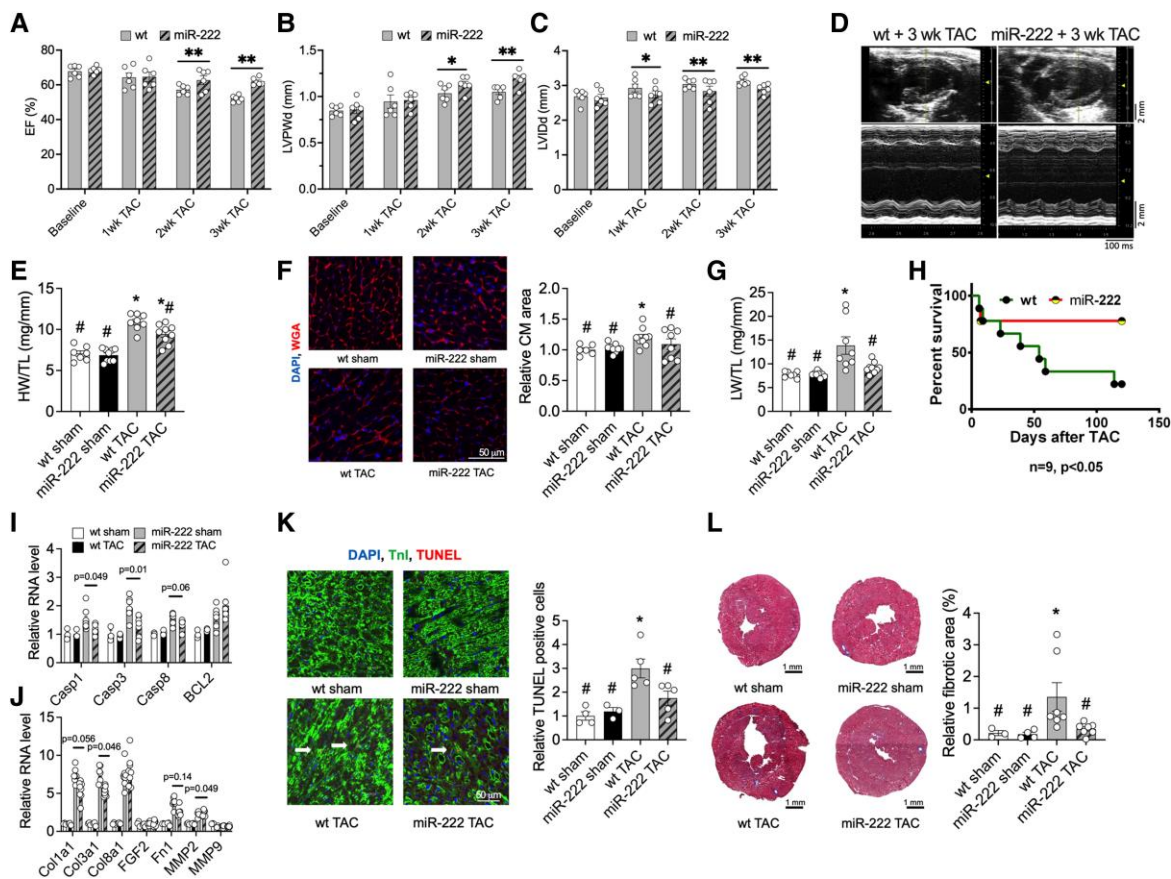 A
wt miR-222
EF (%)
80
60
40
20
0
**
**
Baseline
1wk TAC
2wk TAC
3wk TAC
B
wt miR-222
LVPWd (mm)
1.5
1.0
0.5
0.0
*
**
Baseline
1wk TAC
2wk TAC
3wk TAC
C
wt miR-222
LVIDd (mm)
5
4
3
2
1
0
*
**
**
Baseline
1wk TAC
2wk TAC
3wk TAC
D
wt + 3 wk TAC miR-222 + 3 wk TAC
2 mm
2 mm
100 ms
E
HW/TL (mg/mm)
15
10
5
0
# # * *#
wt sham
miR-222 sham
wt TAC
miR-222 TAC
F
DAPI, WGA
wt sham miR-222 sham
50 μm
wt TAC miR-222 TAC
Relative CM area
2.0
1.5
1.0
0.5
0.0
# # * #
wt sham
miR-222 sham
wt TAC
miR-222 TAC
G
LW/TL (mg/mm)
30
20
10
0
# # * #
wt sham
miR-222 sham
wt TAC
miR-222 TAC
H
wt miR-222
Percent survival
100
50
0
0 50 100 150
Days after TAC
n=9, p<0.05
I
wt sham miR-222 sham
wt TAC miR-222 TAC
Relative RNA level
4
3
2
1
0
p=0.049
p=0.01
p=0.06
Casp1
Casp3
Casp8
BCL2
J
Relative RNA level
15
10
5
0
p=0.056
p=0.046
p=0.14
p=0.049
Col1a1
Col3a1
Col8a1
FGF2
Fn1
MMP2
MMP9
K
DAPI, TnI, TUNEL
wt sham miR-222 sham
50 μm
wt TAC miR-222 TAC
Relative TUNEL positive cells
5
4
3
2
1
0
# # * #
wt sham
miR-222 sham
wt TAC
miR-222 TAC
L
1 mm 1 mm
wt sham miR-222 sham
1 mm 1 mm
wt TAC miR-222 TAC
Relative fibrotic area (%)
4
3
2
1
0
# # * #
wt sham
miR-222 sham
wt TAC
miR-222 TAC